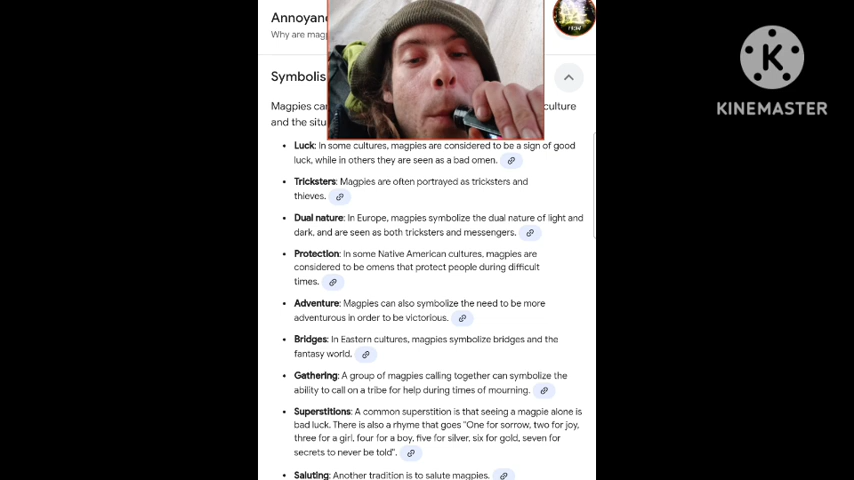 Annoyan
Why are mag
Symbolis
Magpies can
culture
and the situ
• Luck: In some cultures, magpies are considered to be a sign of good
luck, while in others they are seen as a bad omen.
• Tricksters: Magpies are often portrayed as tricksters and
thieves.
• Dual nature: In Europe, magpies symbolize the dual nature of light and
dark, and are seen as both tricksters and messengers.
• Protection: In some Native American cultures, magpies are
considered to be omens that protect people during difficult
times.
• Adventure: Magpies can also symbolize the need to be more
adventurous in order to be victorious.
• Bridges: In Eastern cultures, magpies symbolize bridges and the
fantasy world.
• Gathering: A group of magpies calling together can symbolize the
ability to call on a tribe for help during times of mourning.
• Superstitions: A common superstition is that seeing a magpie alone is
bad luck. There is also a rhyme that goes "One for sorrow, two for joy,
three for a girl, four for a boy, five for silver, six for gold, seven for
secrets to never be told".
• Saluting: Another tradition is to salute magpies.
K
KINEMASTER